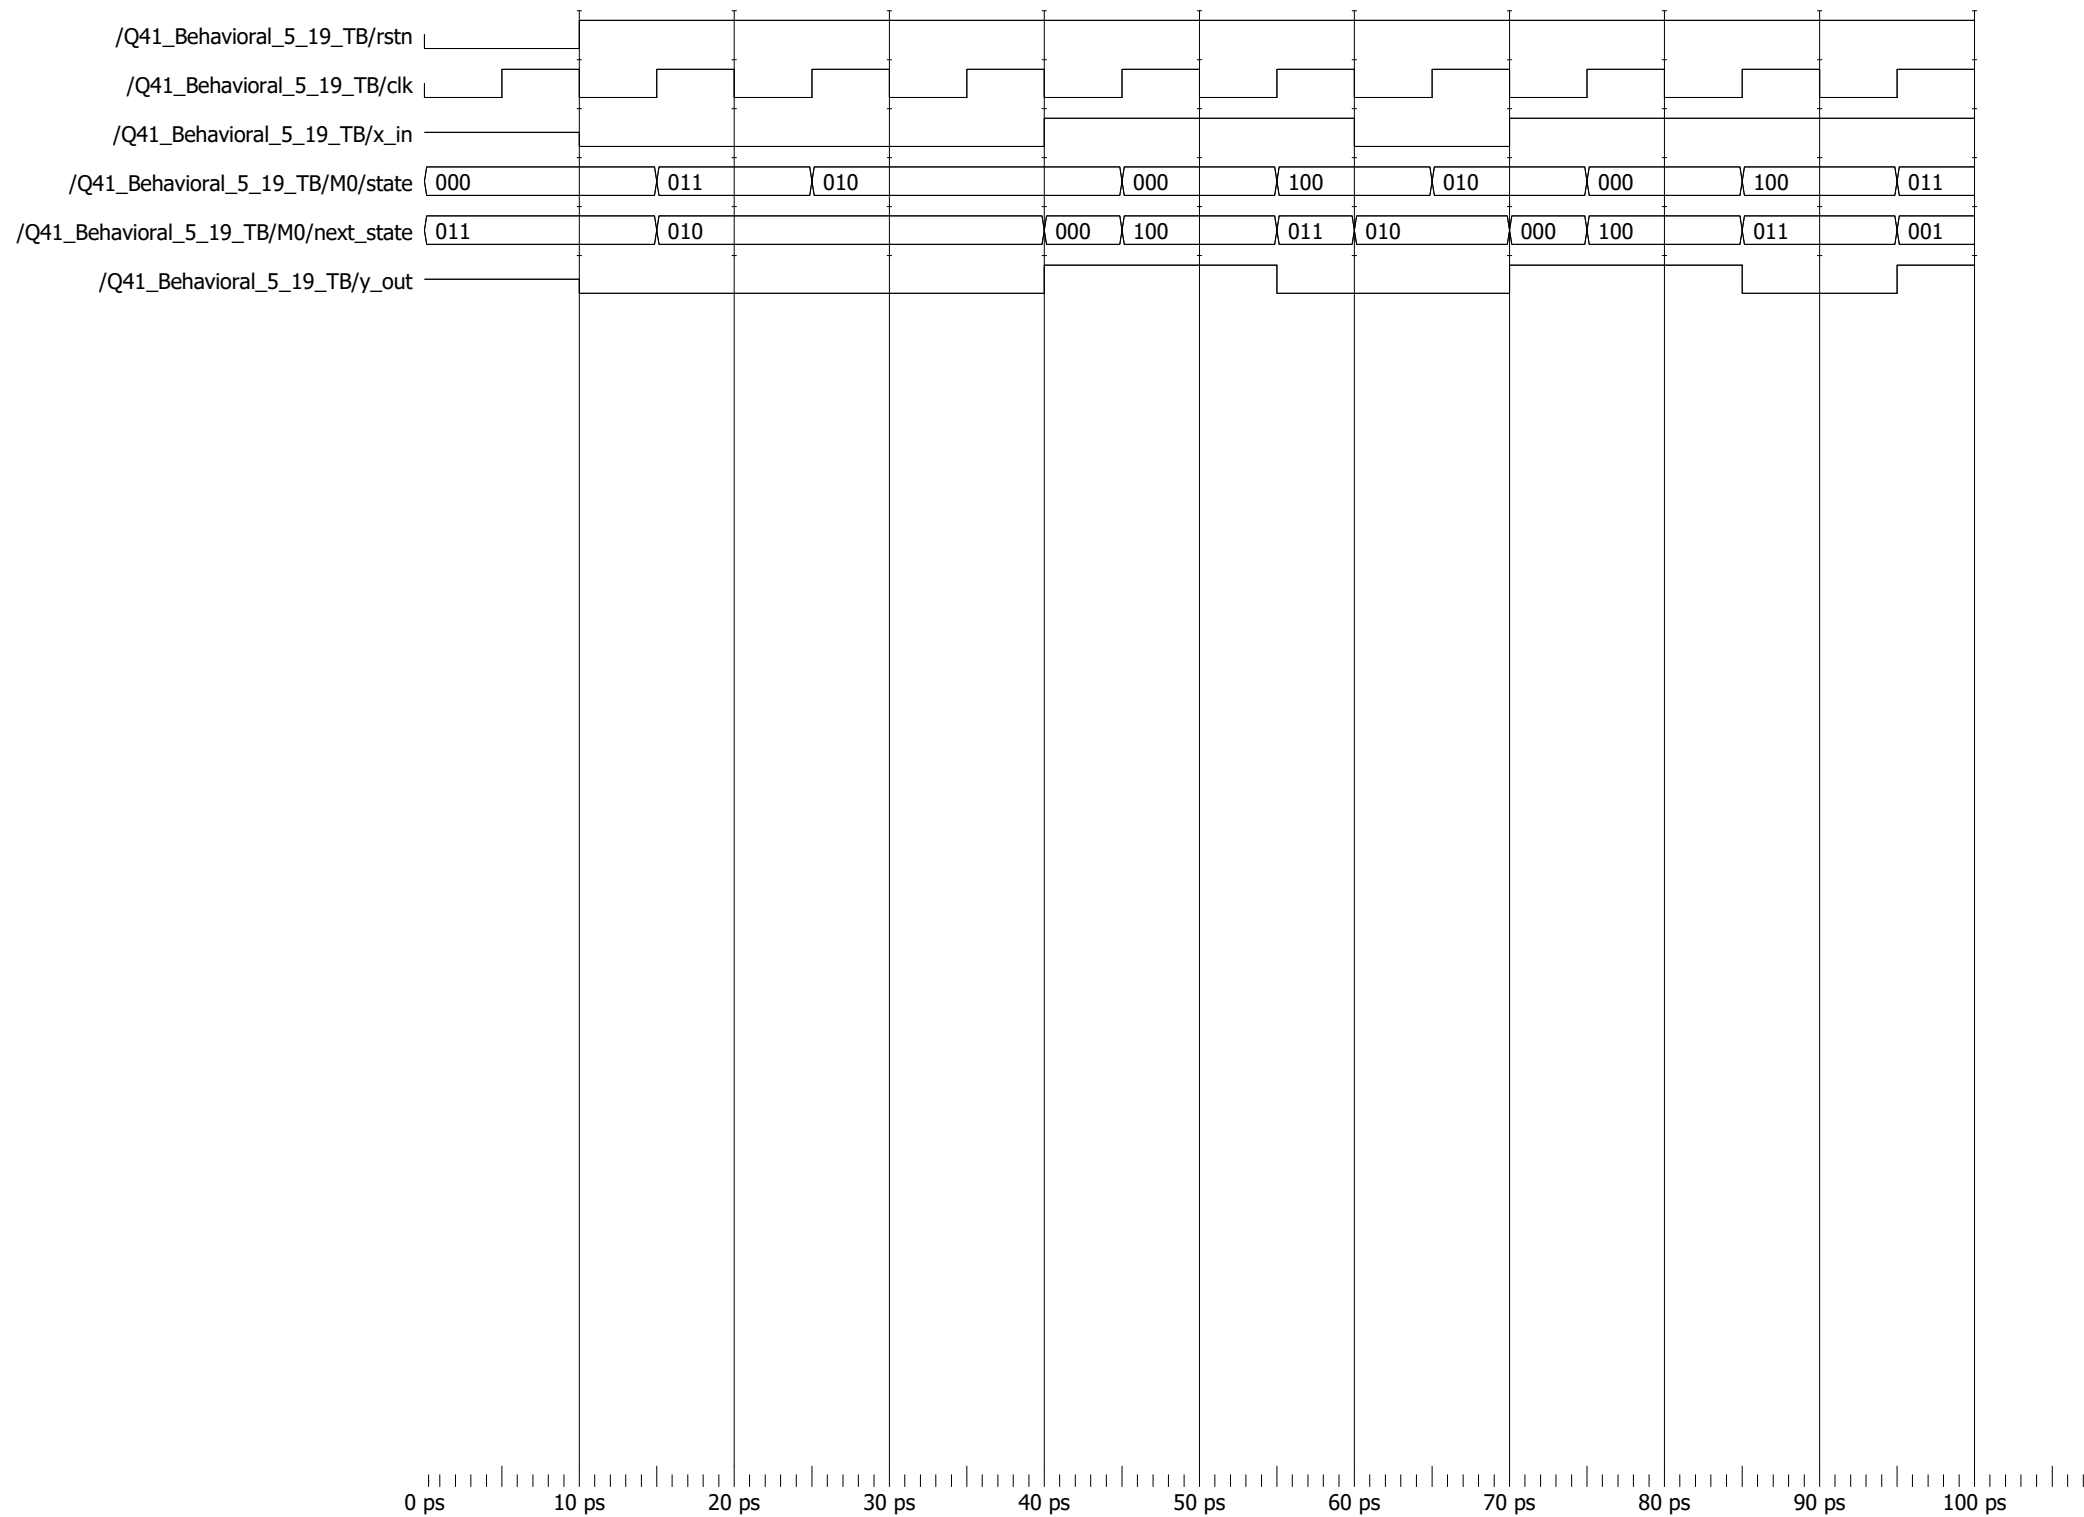 /Q41_Behavioral_5_19_TB/rstn
/Q41_Behavioral_5_19_TB/clk
/Q41_Behavioral_5_19_TB/x_in
/Q41_Behavioral_5_19_TB/M0/state 000 011 010 000 100 010 000 100 011
/Q41_Behavioral_5_19_TB/M0/next_state 011 010 000 100 011 010 000 100 011 001
/Q41_Behavioral_5_19_TB/y_out
0 ps 10 ps 20 ps 30 ps 40 ps 50 ps 60 ps 70 ps 80 ps 90 ps 100 ps